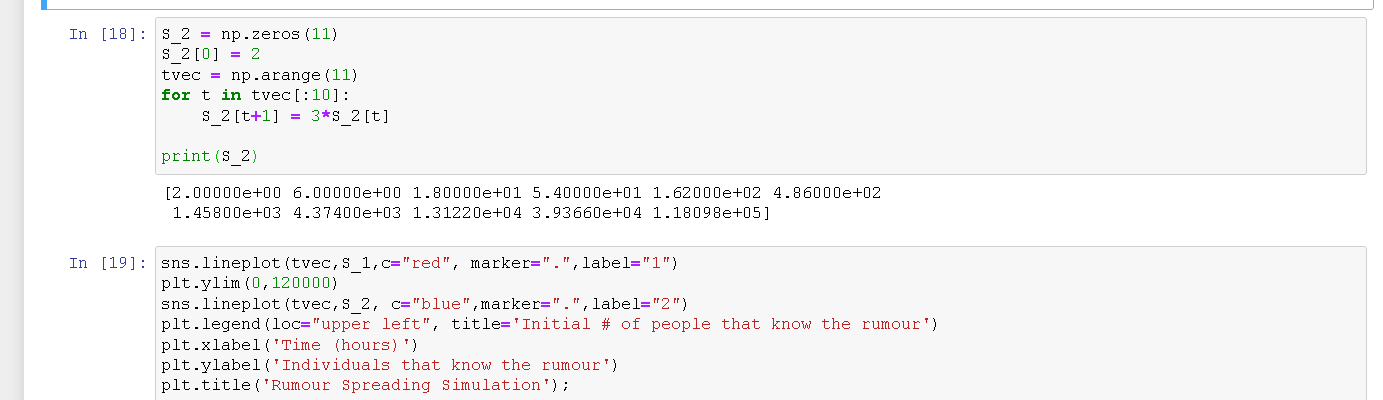 In [18]: S_2 = np.zeros(11)
S_2[0] = 2
tvec = np.arange(11)
for t in tvec[:10]:
    S_2[t+1] = 3*S_2[t]

print(S_2)
[2.00000e+00 6.00000e+00 1.80000e+01 5.40000e+01 1.62000e+02 4.86000e+02
 1.45800e+03 4.37400e+03 1.31220e+04 3.93660e+04 1.18098e+05]
In [19]: sns.lineplot(tvec,S_1,c="red", marker=".",label="1")
plt.ylim(0,120000)
sns.lineplot(tvec,S_2, c="blue",marker=".",label="2")
plt.legend(loc="upper left", title='Initial # of people that know the rumour')
plt.xlabel('Time (hours)')
plt.ylabel('Individuals that know the rumour')
plt.title('Rumour Spreading Simulation');